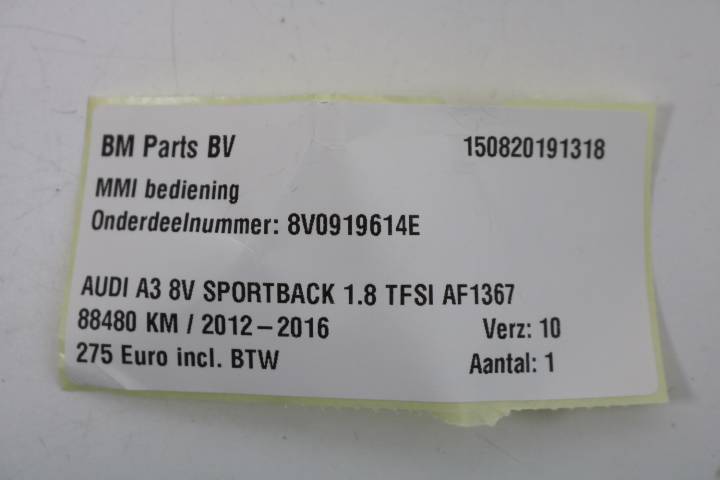 BM Parts BV 150820191318
MMI bediening
Onderdeelnummer: 8V0919614E
AUDI A3 8V SPORTBACK 1.8 TFSI AF1367
88480 KM / 2012-2016 Verz: 10
275 Euro incl. BTW Aantal: 1